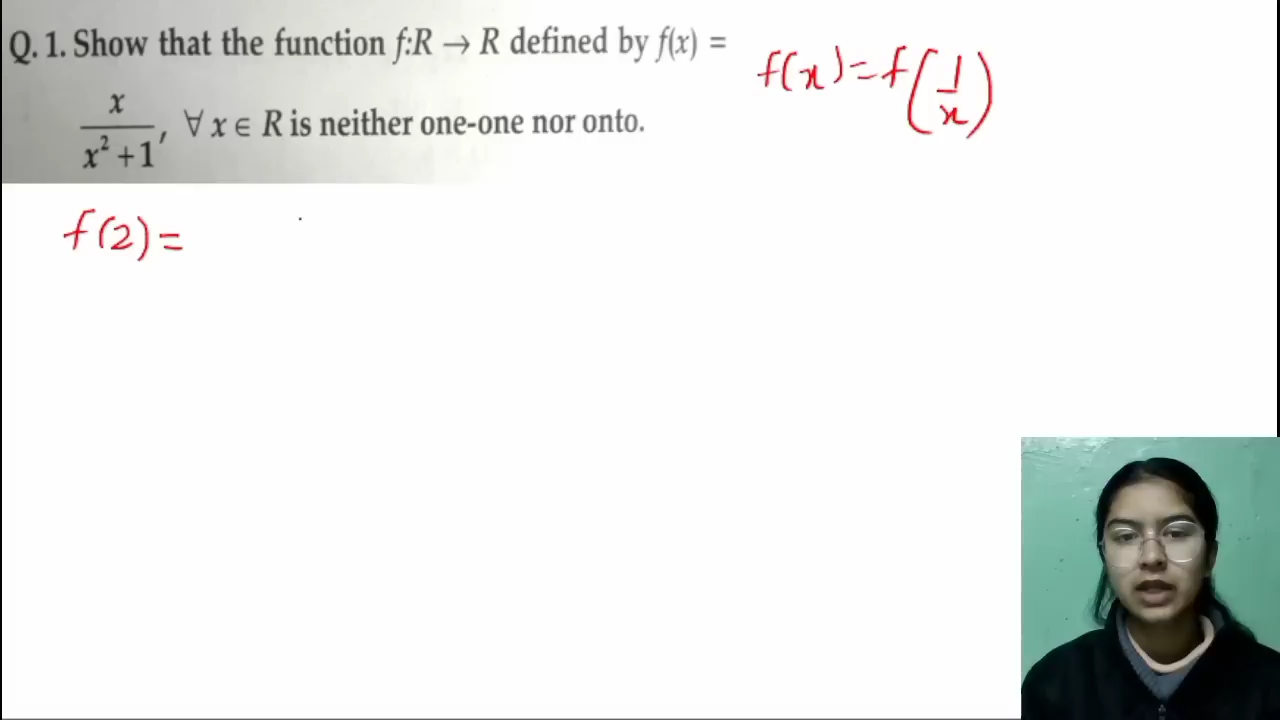 Q. 1. Show that the function f:R → R defined by f(x) =
x / x² + 1, ∀ x ∈ R is neither one-one nor onto.
f(x) = f(1/x)
f(2) =